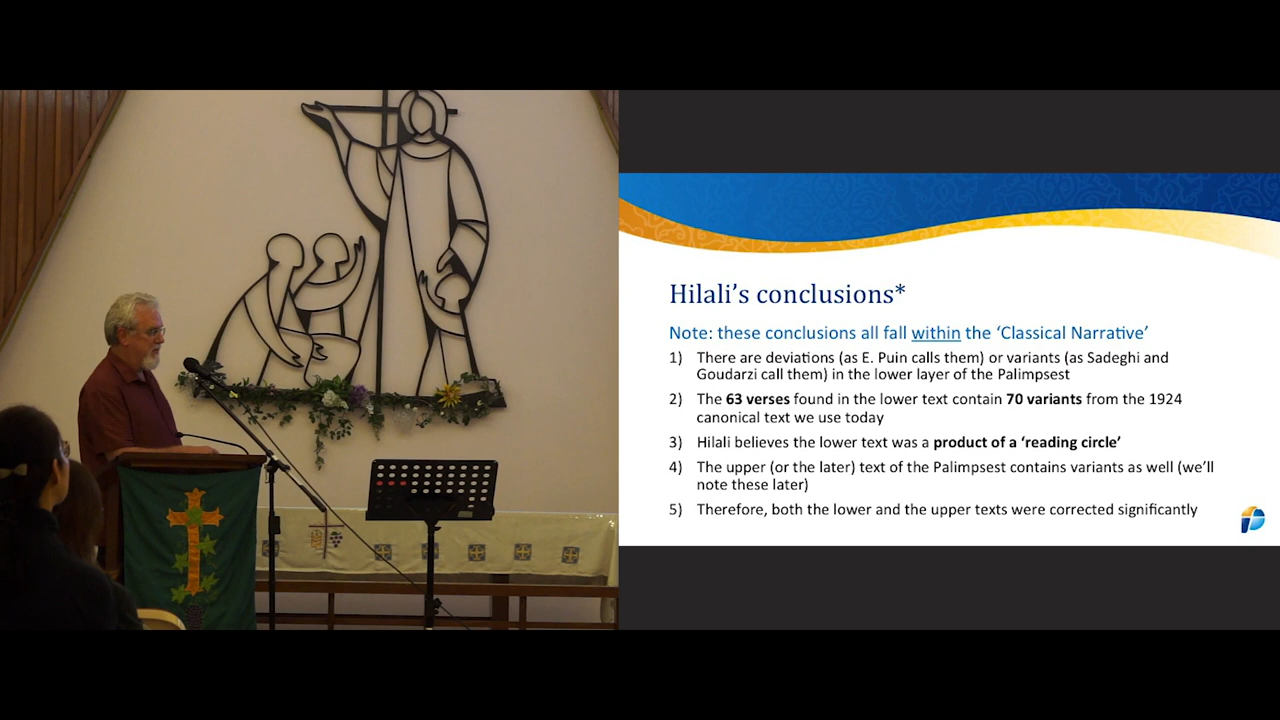 Hilali’s conclusions*
Note: these conclusions all fall within the ‘Classical Narrative’
1) There are deviations (as E. Puin calls them) or variants (as Sadeghi and
Goudarzi call them) in the lower layer of the Palimpsest
2) The 63 verses found in the lower text contain 70 variants from the 1924
canonical text we use today
3) Hilali believes the lower text was a product of a ‘reading circle’
4) The upper (or the later) text of the Palimpsest contains variants as well (we’ll
note these later)
5) Therefore, both the lower and the upper texts were corrected significantly